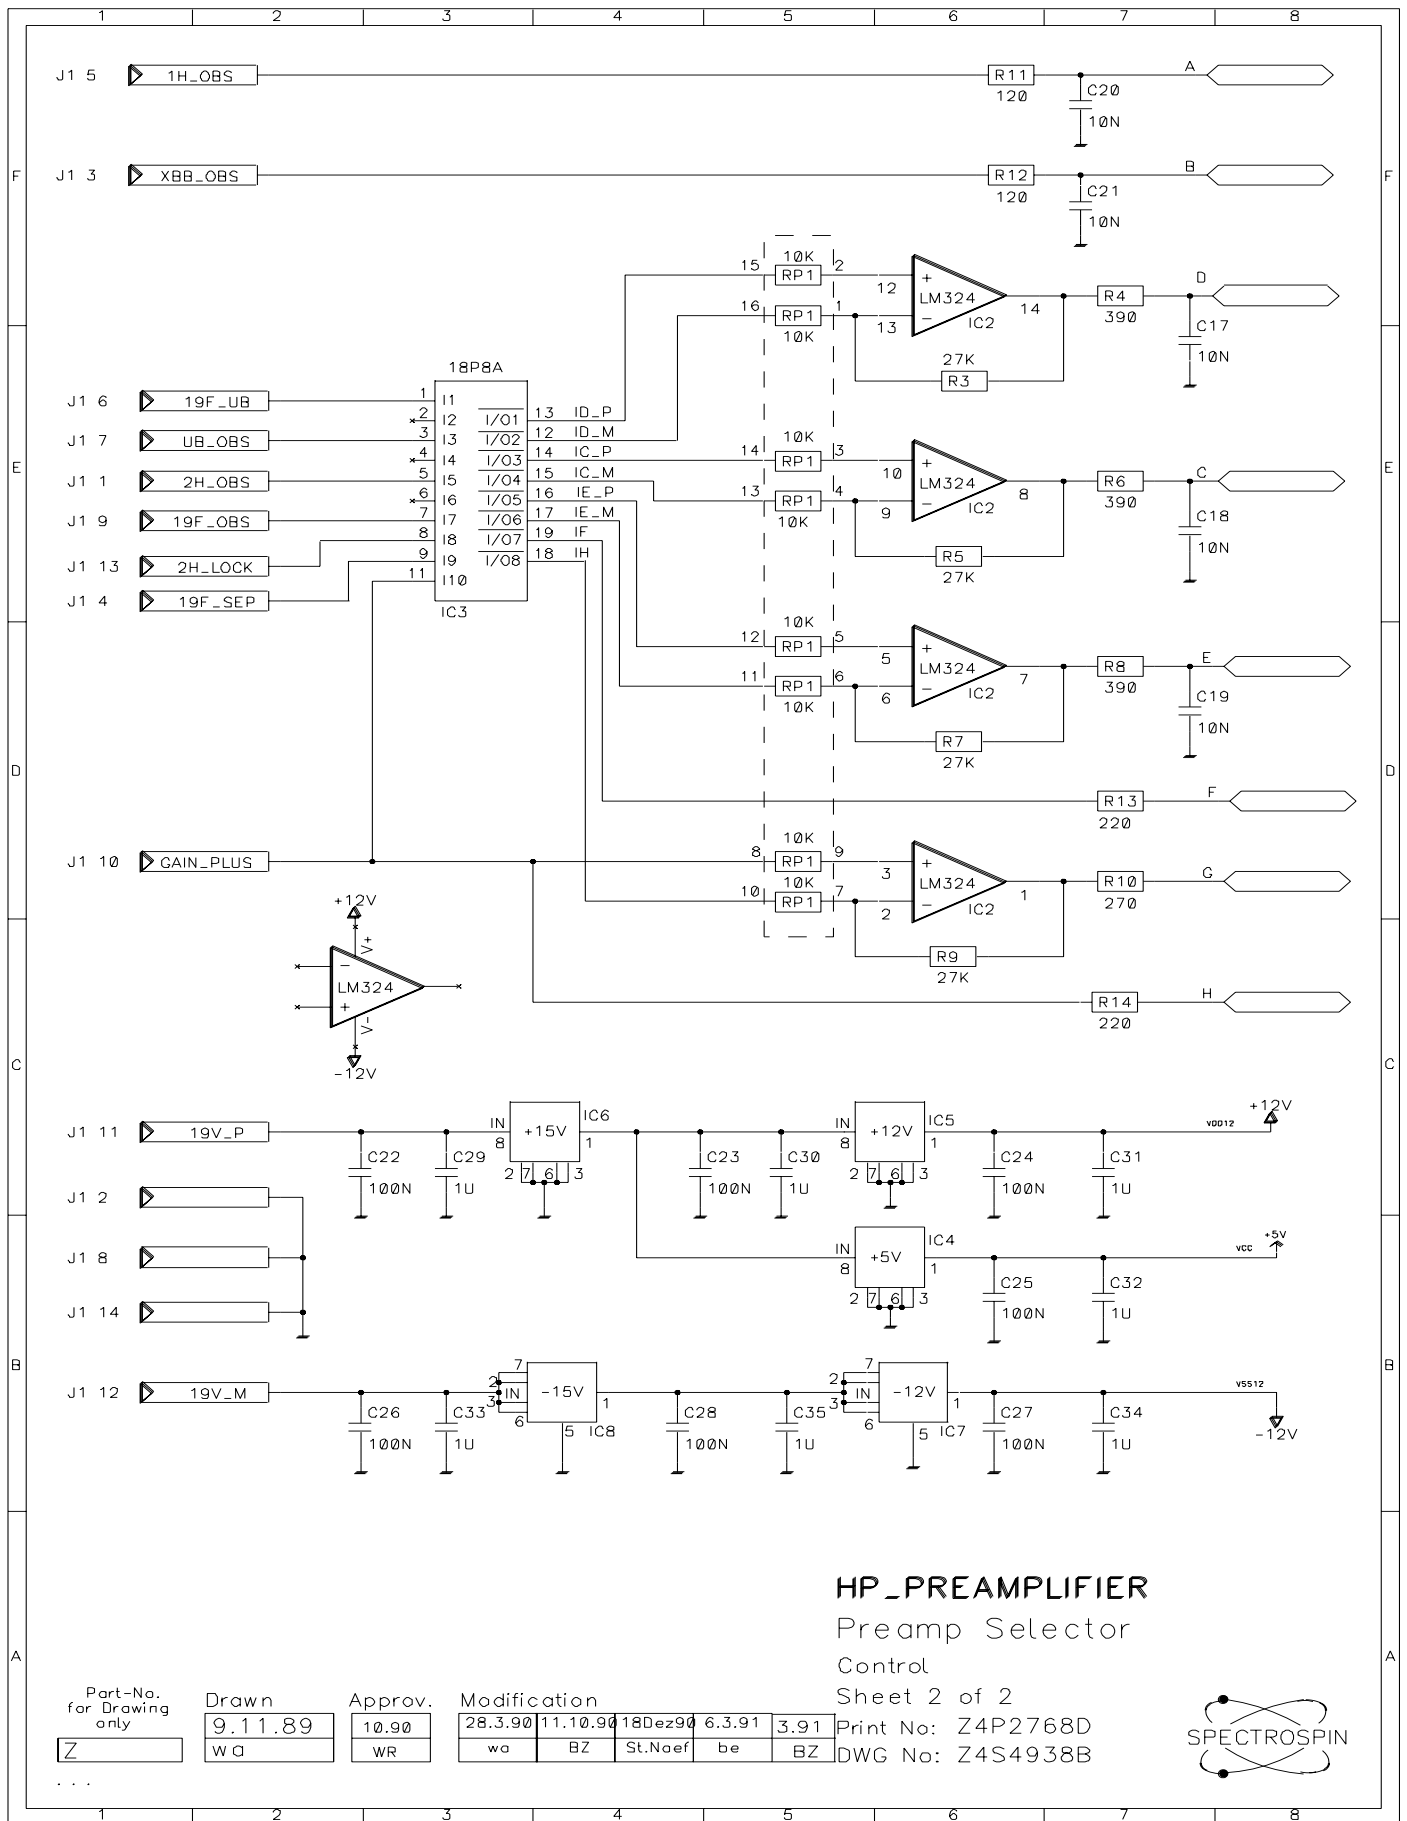 1 2 3 4 5 6 7 8
J1 5 1H_OBS R11 A
120 C20
10N
F J1 3 XBB_OBS R12 B F
120 C21
10N
10K
15 RP1 2 12 + LM324 14 R4 D
16 RP1 1 13 - IC2 390
10K C17
10N
27K
R3
18P8A
J1 6 19F_UB 1 I1
2 I2 I/O1 13 ID_P
J1 7 UB_OBS 3 I3 I/O2 12 ID_M
E 4 I4 I/O3 14 IC_P E
J1 1 2H_OBS 5 I5 I/O4 15 IC_M
6 I6 I/O5 16 IE_P
J1 9 19F_OBS 7 I7 I/O6 17 IE_M
8 I8 I/O7 19 IF
J1 13 2H_LOCK 9 I9 I/O8 18 IH
11 I10
J1 4 19F_SEP IC3
10K
14 RP1 3 10 + LM324 8 R6 C
13 RP1 4 9 - IC2 390
10K C18
10N
R5
27K
10K
12 RP1 5 5 + LM324 7 R8 E
11 RP1 6 6 - IC2 390
10K C19
10N
R7
27K
D D
R13 F
220
10K
J1 10 GAIN_PLUS 8 RP1 9 3 + LM324 1 R10 G
10K
10 RP1 7 2 - IC2 270
R9
27K
+12V
V+
-
LM324
+
V-
-12V
R14 H
220
C C
J1 11 19V_P IN 8 +15V IC6 1 IN 8 +12V IC5 1 VDD12 +12V
C22 C29 2 7 6 3 C23 C30 2 7 6 3 C24 C31
100N 1U 100N 1U 100N 1U
J1 2
J1 8 IN 8 +5V IC4 1 VCC +5V
2 7 6 3 C25 C32
J1 14 100N 1U
B B
J1 12 19V_M 7 2 IN 3 6 -15V 1 7 2 IN 3 6 -12V 1 VSS12
C26 C33 5 IC8 C28 C35 5 IC7 C27 C34 -12V
100N 1U 100N 1U 100N 1U
HP_PREAMPLIFIER
Preamp Selector
A A
Control
Sheet 2 of 2
Print No: Z4P2768D
DWG No: Z4S4938B
Part-No.
for Drawing
only
Z
. . .
Drawn
9.11.89
wa
Approv.
10.90
WR
Modification
28.3.90 11.10.90 18Dez90 6.3.91 3.91
wa BZ St.Naef be BZ
SPECTROSPIN
1 2 3 4 5 6 7 8